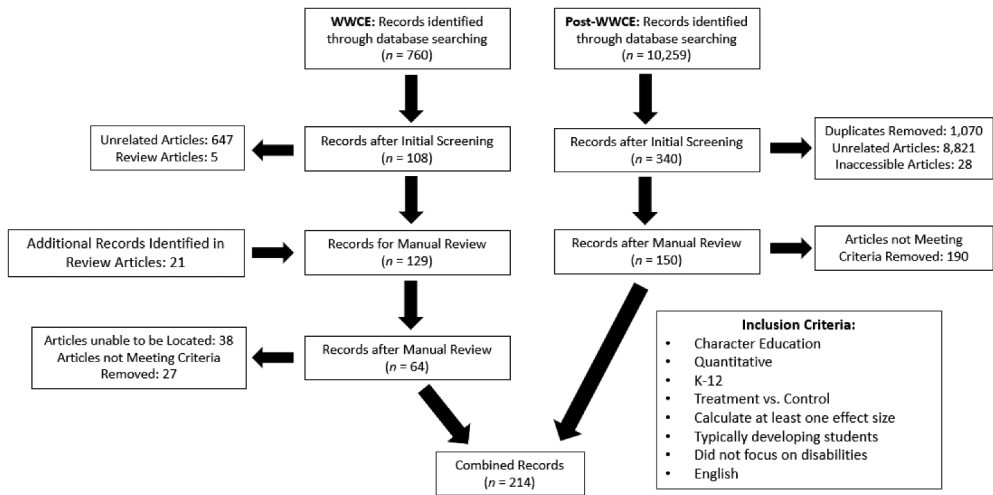 WWCE: Records identified
through database searching
(n = 760)
Post-WWCE: Records identified
through database searching
(n = 10,259)
Unrelated Articles: 647
Review Articles: 5
Records after Initial Screening
(n = 108)
Records after Initial Screening
(n = 340)
Duplicates Removed: 1,070
Unrelated Articles: 8,821
Inaccessible Articles: 28
Additional Records Identified in
Review Articles: 21
Records for Manual Review
(n = 129)
Records after Manual Review
(n = 150)
Articles not Meeting
Criteria Removed: 190
Articles unable to be Located: 38
Articles not Meeting Criteria
Removed: 27
Records after Manual Review
(n = 64)
Inclusion Criteria:
• Character Education
• Quantitative
• K-12
• Treatment vs. Control
• Calculate at least one effect size
• Typically developing students
• Did not focus on disabilities
• English
Combined Records
(n = 214)